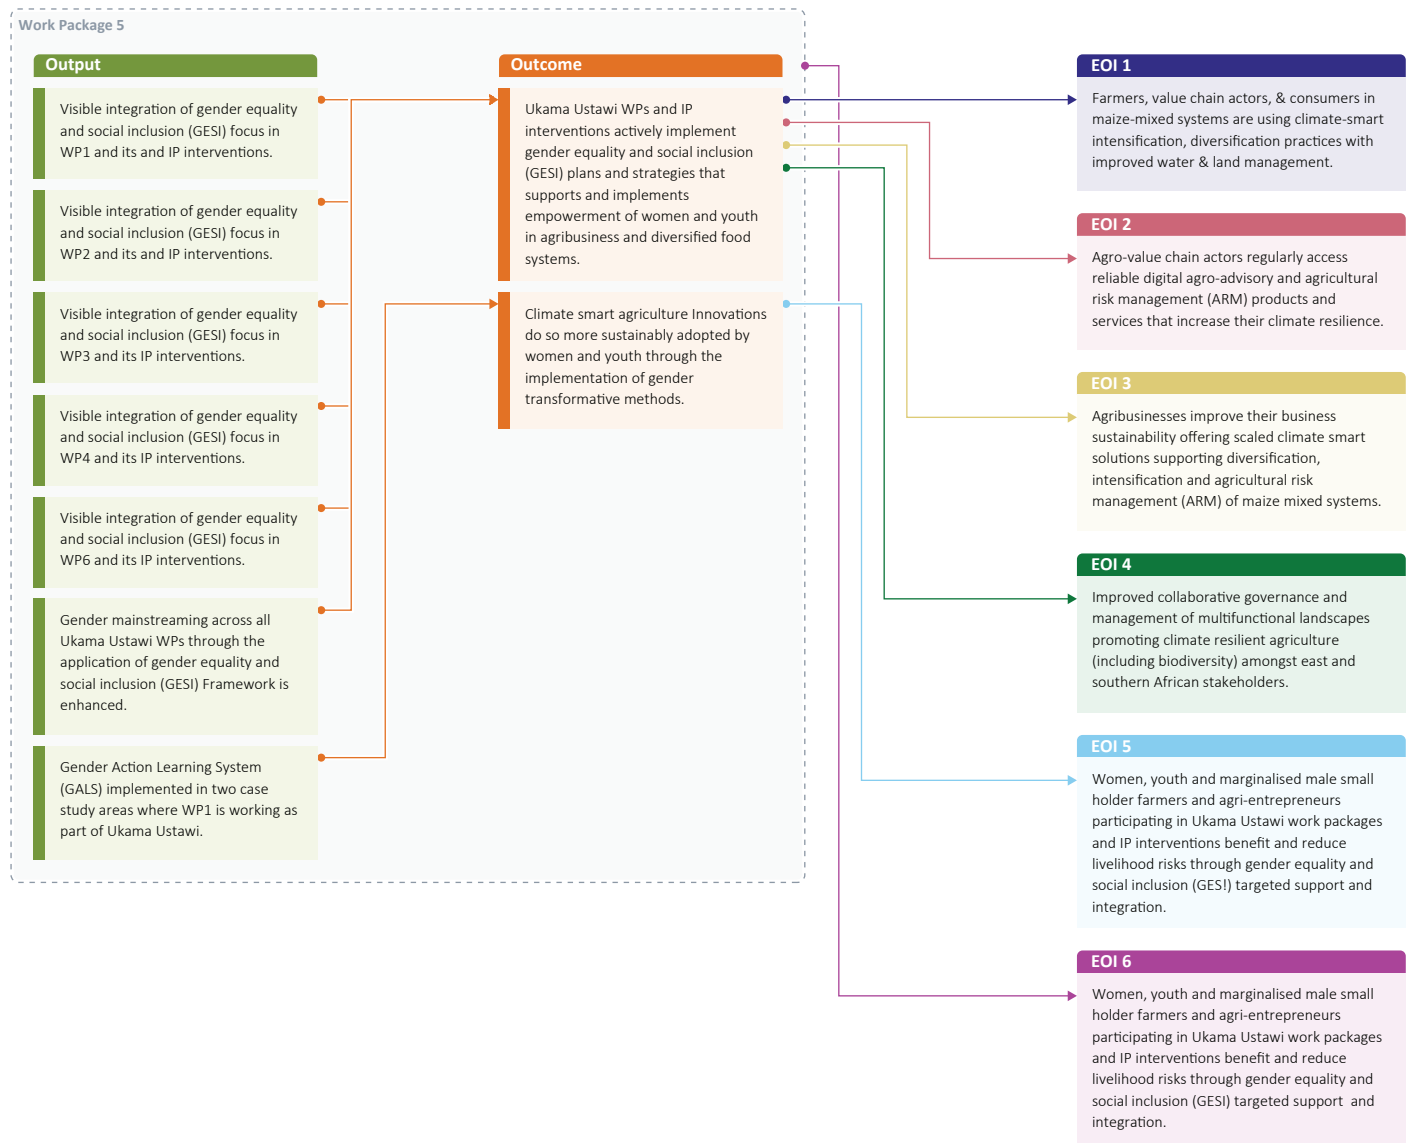 Work Package 5
Output
Visible integration of gender equality
and social inclusion (GESI) focus in
WP1 and its and IP interventions.
Visible integration of gender equality
and social inclusion (GESI) focus in
WP2 and its and IP interventions.
Visible integration of gender equality
and social inclusion (GESI) focus in
WP3 and its IP interventions.
Visible integration of gender equality
and social inclusion (GESI) focus in
WP4 and its IP interventions.
Visible integration of gender equality
and social inclusion (GESI) focus in
WP6 and its IP interventions.
Gender mainstreaming across all
Ukama Ustawi WPs through the
application of gender equality and
social inclusion (GESI) Framework is
enhanced.
Gender Action Learning System
(GALS) implemented in two case
study areas where WP1 is working as
part of Ukama Ustawi.
Outcome
Ukama Ustawi WPs and IP
interventions actively implement
gender equality and social inclusion
(GESI) plans and strategies that
supports and implements
empowerment of women and youth
in agribusiness and diversified food
systems.
Climate smart agriculture Innovations
do so more sustainably adopted by
women and youth through the
implementation of gender
transformative methods.
EOI 1
Farmers, value chain actors, & consumers in
maize-mixed systems are using climate-smart
intensification, diversification practices with
improved water & land management.
EOI 2
Agro-value chain actors regularly access
reliable digital agro-advisory and agricultural
risk management (ARM) products and
services that increase their climate resilience.
EOI 3
Agribusinesses improve their business
sustainability offering scaled climate smart
solutions supporting diversification,
intensification and agricultural risk
management (ARM) of maize mixed systems.
EOI 4
Improved collaborative governance and
management of multifunctional landscapes
promoting climate resilient agriculture
(including biodiversity) amongst east and
southern African stakeholders.
EOI 5
Women, youth and marginalised male small
holder farmers and agri-entrepreneurs
participating in Ukama Ustawi work packages
and IP interventions benefit and reduce
livelihood risks through gender equality and
social inclusion (GES!) targeted support and
integration.
EOI 6
Women, youth and marginalised male small
holder farmers and agri-entrepreneurs
participating in Ukama Ustawi work packages
and IP interventions benefit and reduce
livelihood risks through gender equality and
social inclusion (GESI) targeted support  and
integration.